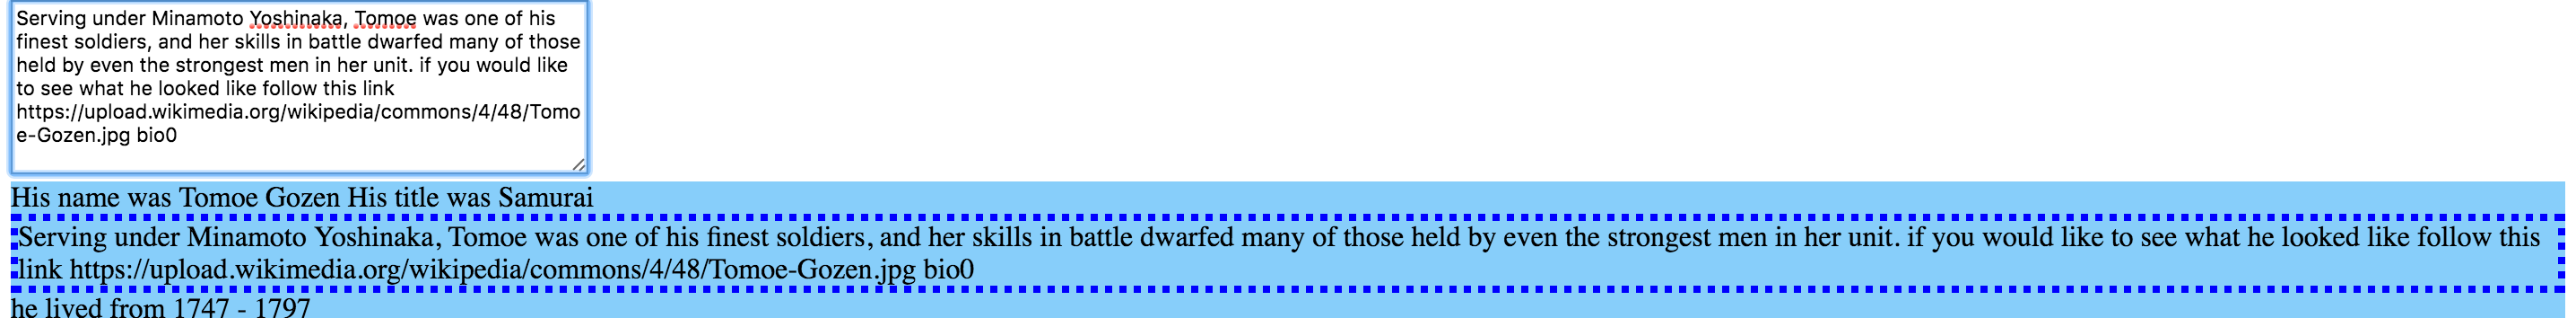 Serving under Minamoto Yoshinaka, Tomoe was one of his
finest soldiers, and her skills in battle dwarfed many of those
held by even the strongest men in her unit. if you would like
to see what he looked like follow this link
https://upload.wikimedia.org/wikipedia/commons/4/48/Tomo
e-Gozen.jpg bio0
His name was Tomoe Gozen His title was Samurai
Serving under Minamoto Yoshinaka, Tomoe was one of his finest soldiers, and her skills in battle dwarfed many of those held by even the strongest men in her unit. if you would like to see what he looked like follow this
link https://upload.wikimedia.org/wikipedia/commons/4/48/Tomoe-Gozen.jpg bio0
he lived from 1747 - 1797